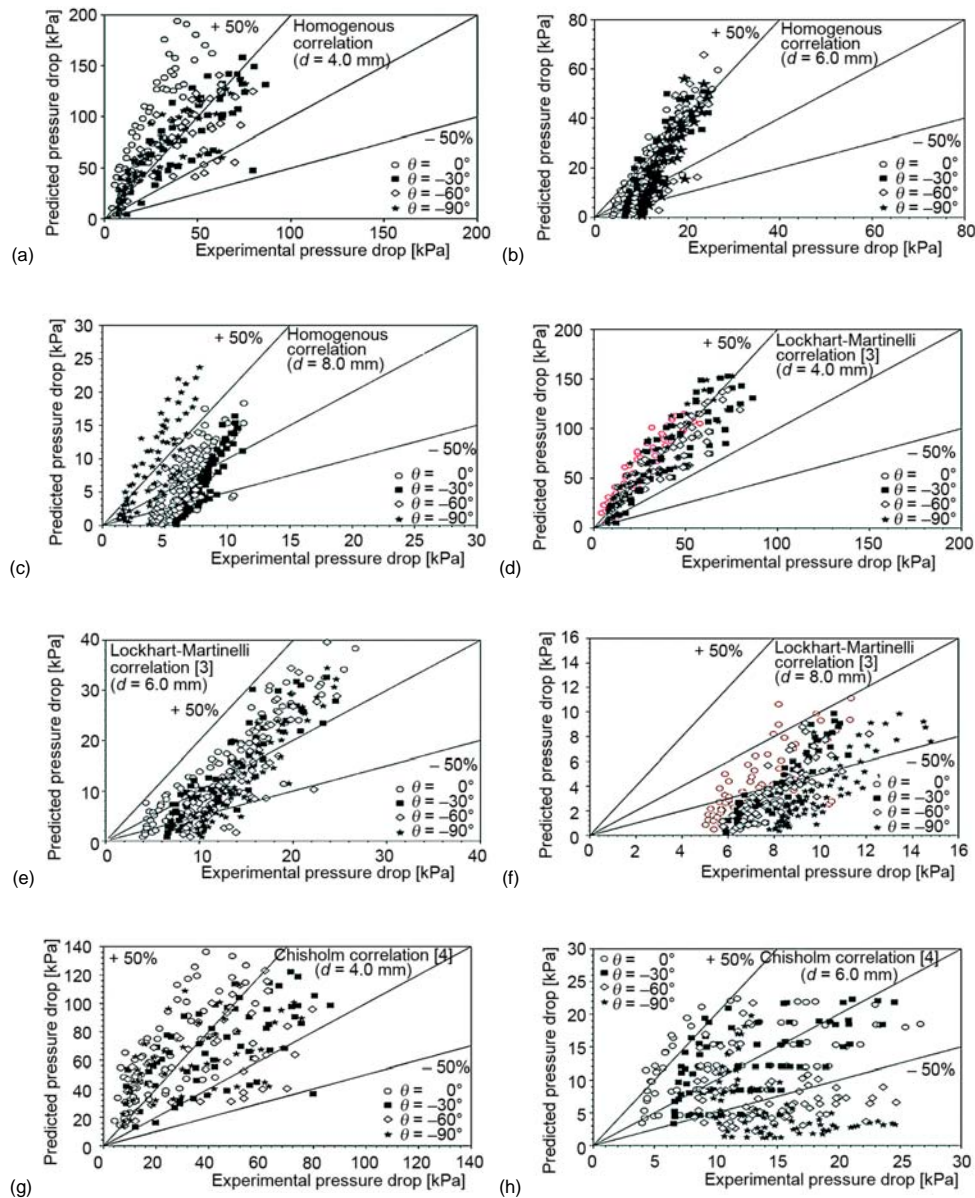 Predicted pressure drop [kPa]
200
150
100
50
0
+ 50%
Homogenous
correlation
(d = 4.0 mm)
– 50%
θ = 0°
θ = –30°
θ = –60°
θ = –90°
0 50 100 150 200
Experimental pressure drop [kPa]
(a)
Predicted pressure drop [kPa]
80
60
40
20
0
+ 50%
Homogenous
correlation
(d = 6.0 mm)
– 50%
θ = 0°
θ = –30°
θ = –60°
θ = –90°
0 20 40 60 80
Experimental pressure drop [kPa]
(b)
Predicted pressure drop [kPa]
30
25
20
15
10
5
0
+ 50%
Homogenous
correlation
(d = 8.0 mm)
– 50%
θ = 0°
θ = –30°
θ = –60°
θ = –90°
0 5 10 15 20 25 30
Experimental pressure drop [kPa]
(c)
Predicted pressure drop [kPa]
200
150
100
50
0
+ 50%
Lockhart-Martinelli
correlation [3]
(d = 4.0 mm)
– 50%
θ = 0°
θ = –30°
θ = –60°
θ = –90°
0 50 100 150 200
Experimental pressure drop [kPa]
(d)
Predicted pressure drop [kPa]
40
30
20
10
0
Lockhart-Martinelli
correlation [3]
(d = 6.0 mm)
+ 50%
– 50%
θ = 0°
θ = –30°
θ = –60°
θ = –90°
0 10 20 30 40
Experimental pressure drop [kPa]
(e)
Predicted pressure drop [kPa]
16
14
12
10
8
6
4
2
0
+ 50%
Lockhart-Martinelli
correlation [3]
(d = 8.0 mm)
– 50%
θ = 0°
θ = –30°
θ = –60°
θ = –90°
0 2 4 6 8 10 12 14 16
Experimental pressure drop [kPa]
(f)
Predicted pressure drop [kPa]
140
120
100
80
60
40
20
0
+ 50%
Chisholm correlation [4]
(d = 4.0 mm)
– 50%
θ = 0°
θ = –30°
θ = –60°
θ = –90°
0 20 40 60 80 100 120 140
Experimental pressure drop [kPa]
(g)
Predicted pressure drop [kPa]
30
25
20
15
10
5
0
θ = 0°
θ = –30°
θ = –60°
θ = –90°
+ 50%
Chisholm correlation [4]
(d = 6.0 mm)
– 50%
0 5 10 15 20 25 30
Experimental pressure drop [kPa]
(h)